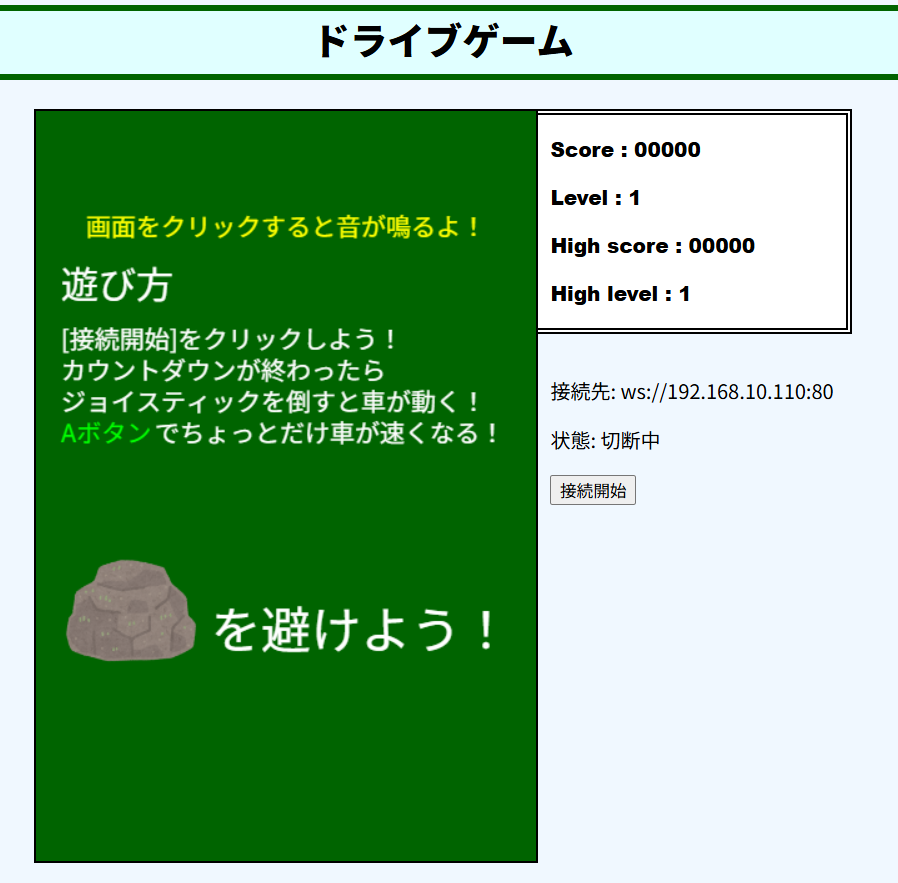 ドライブゲーム
画面をクリックすると音が鳴るよ！
遊び方
[接続開始]をクリックしよう！
カウントダウンが終わったら
ジョイスティックを倒すと車が動く！
Aボタンでちょっとだけ車が速くなる！
を避けよう！
Score : 00000
Level : 1
High score : 00000
High level : 1
接続先: ws://192.168.10.110:80
状態: 切断中
接続開始